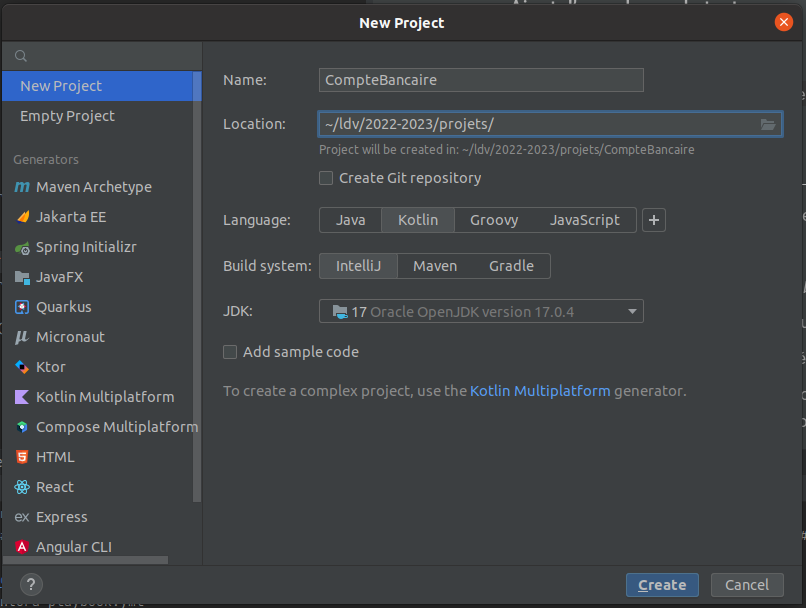 New Project
New Project
Empty Project
Generators
Maven Archetype
Jakarta EE
Spring Initializr
JavaFX
Quarkus
Micronaut
Ktor
Kotlin Multiplatform
Compose Multiplatform
HTML
React
Express
Angular CLI
Name: CompteBancaire
Location: ~/ldv/2022-2023/projets/
Project will be created in: ~/ldv/2022-2023/projets/CompteBancaire
Create Git repository
Language: Java Kotlin Groovy JavaScript +
Build system: IntelliJ Maven Gradle
JDK: 17 Oracle OpenJDK version 17.0.4
Add sample code
To create a complex project, use the Kotlin Multiplatform generator.
? Create Cancel